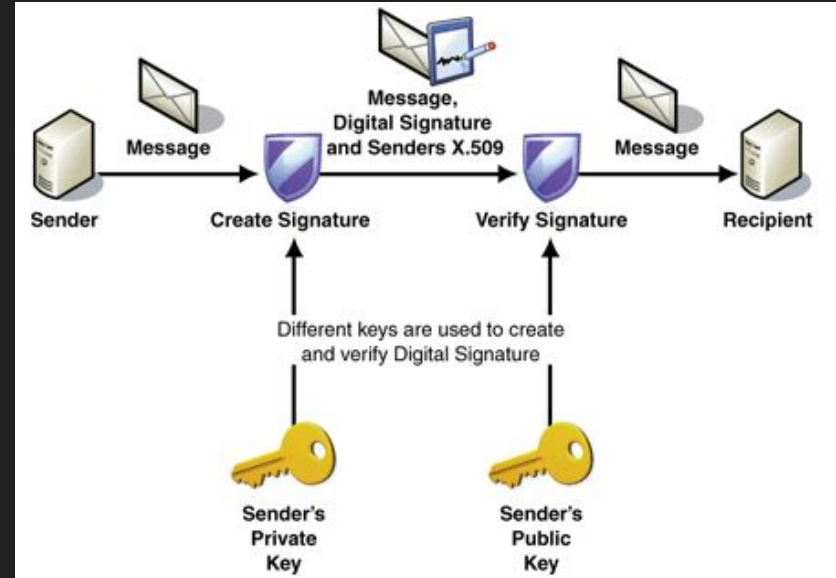 Message,
Digital Signature
and Senders X.509
Message
Message
Sender
Create Signature
Verify Signature
Recipient
Different keys are used to create
and verify Digital Signature
Sender's
Private
Key
Sender's
Public
Key